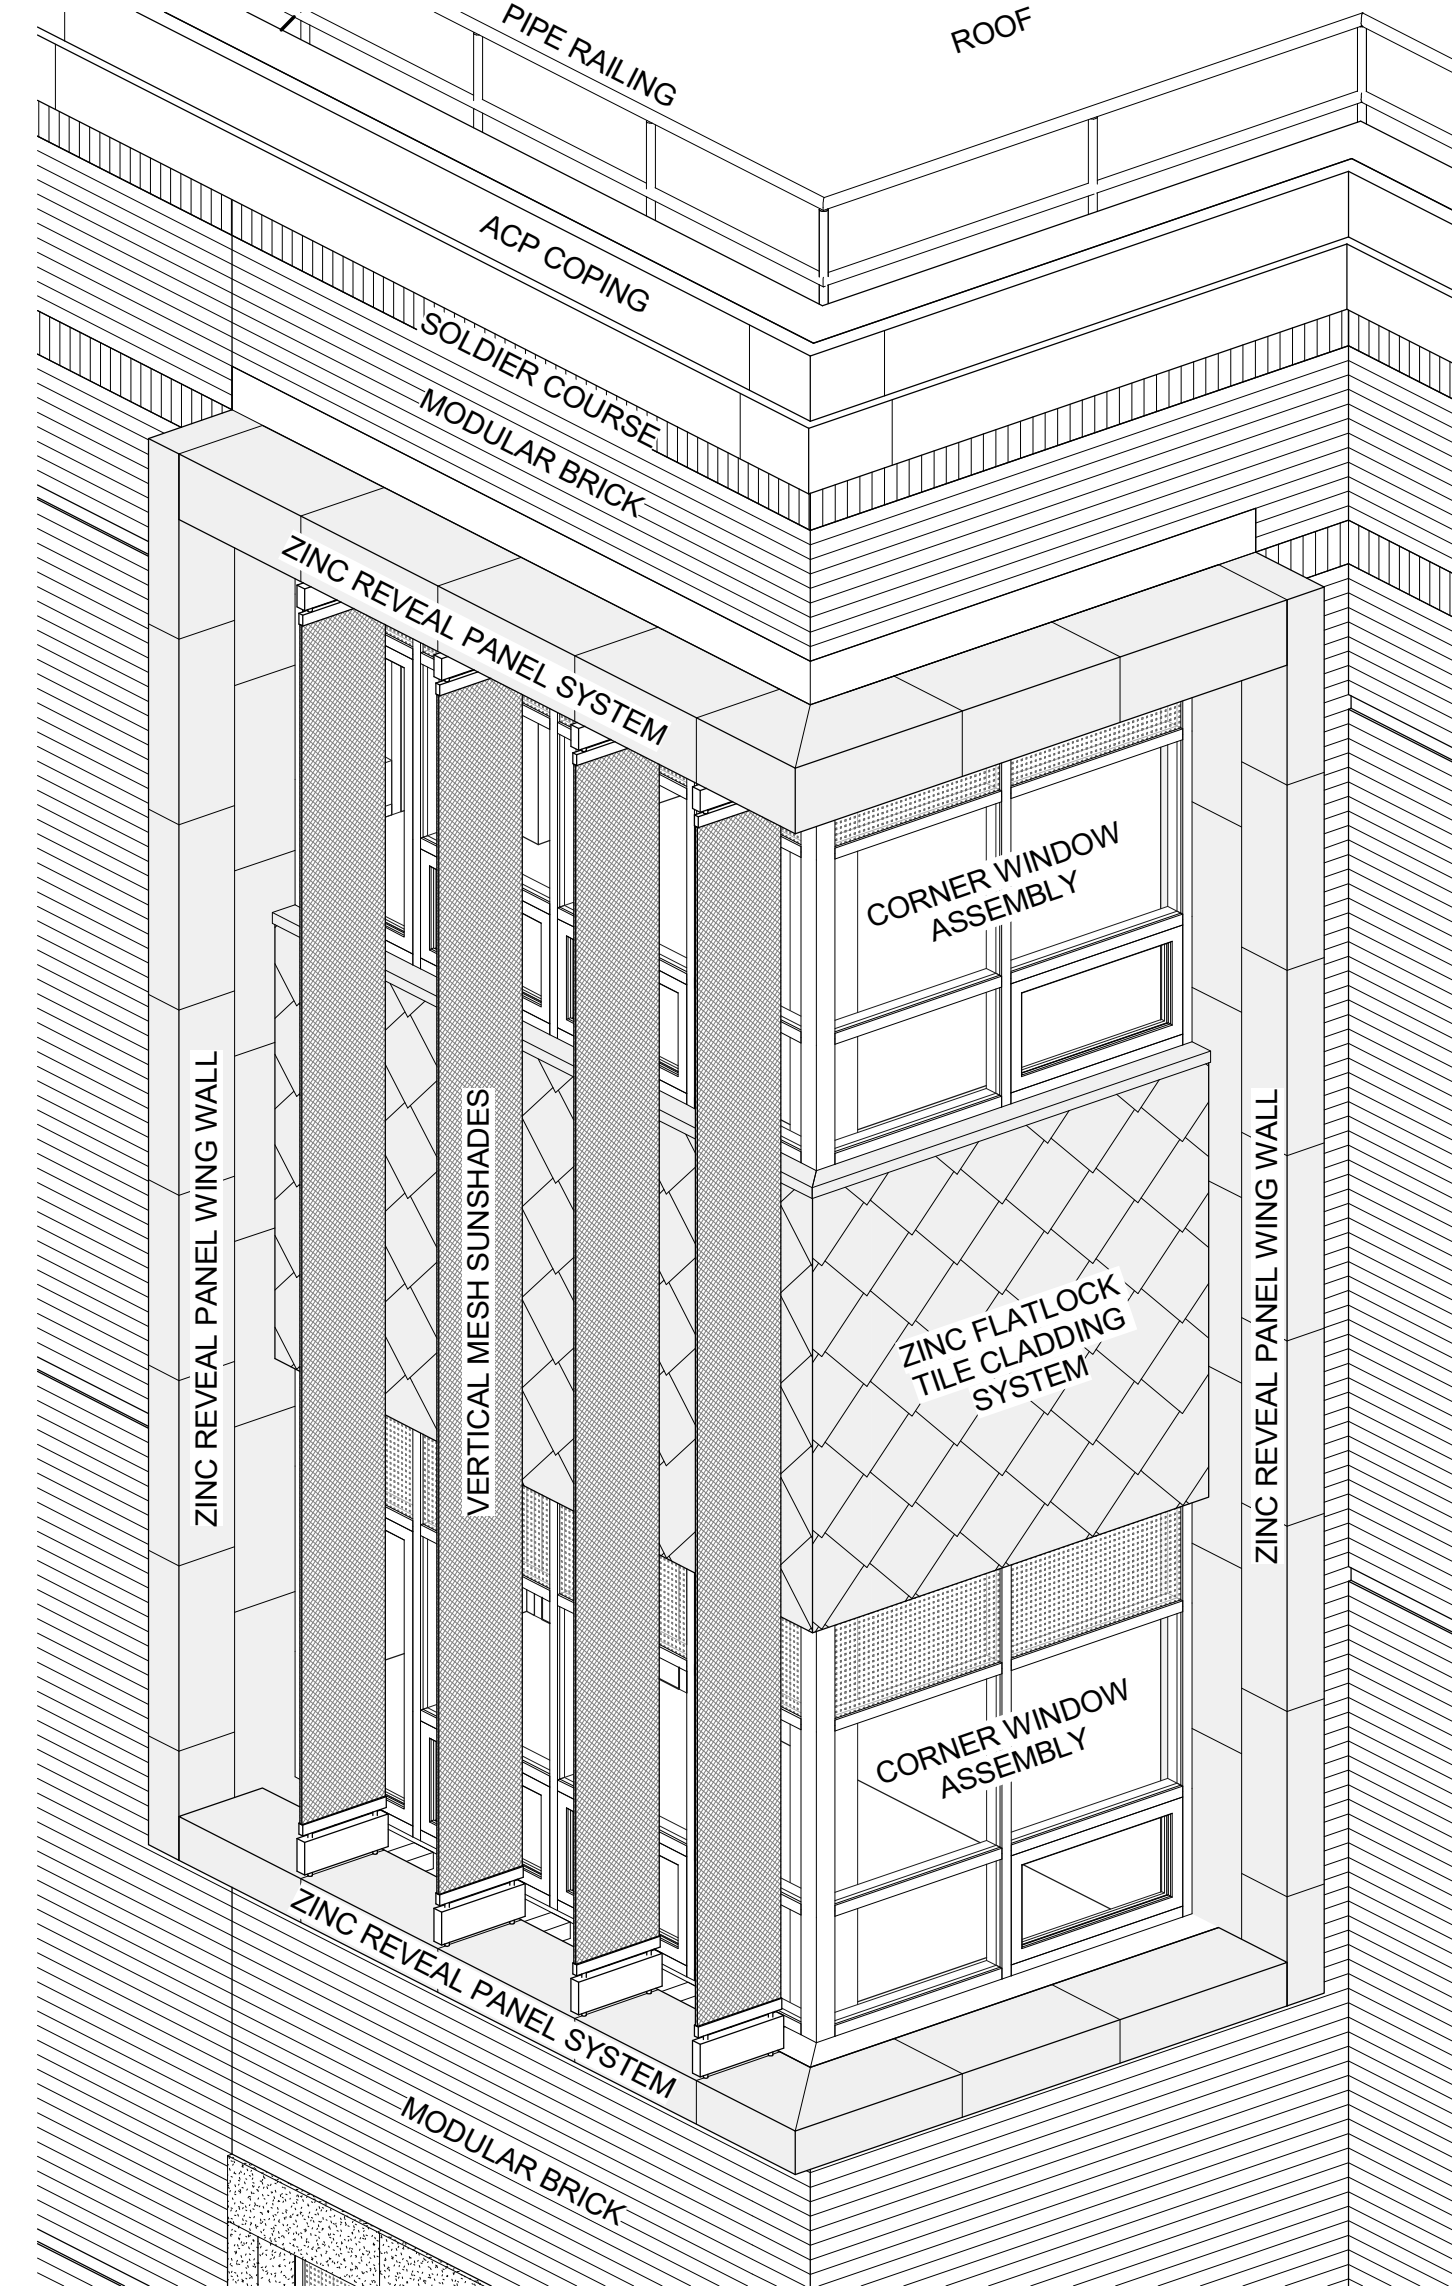 PIPE RAILING
ROOF
ACP COPING
SOLDIER COURSE
MODULAR BRICK
ZINC REVEAL PANEL SYSTEM
CORNER WINDOW
ASSEMBLY
ZINC REVEAL PANEL WING WALL
VERTICAL MESH SUNSHADES
ZINC FLATLOCK
TILE CLADDING
SYSTEM
ZINC REVEAL PANEL WING WALL
CORNER WINDOW
ASSEMBLY
ZINC REVEAL PANEL SYSTEM
MODULAR BRICK